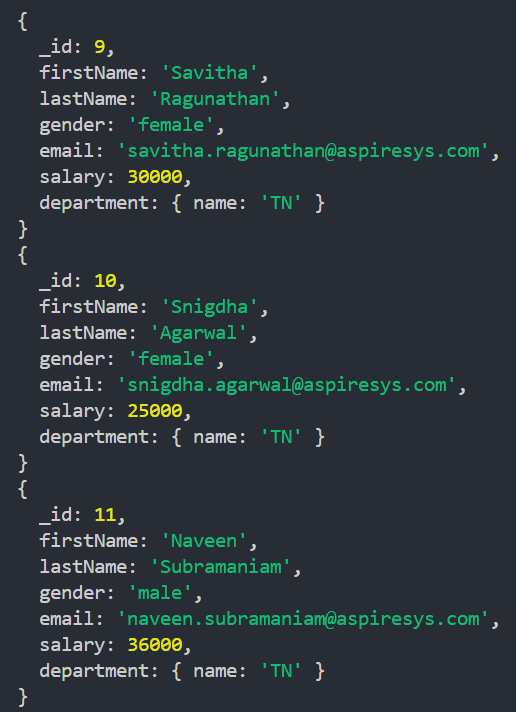 {
  _id: 9,
  firstName: 'Savitha',
  lastName: 'Ragunathan',
  gender: 'female',
  email: 'savitha.ragunathan@aspiresys.com',
  salary: 30000,
  department: { name: 'TN' }
}
{
  _id: 10,
  firstName: 'Snigdha',
  lastName: 'Agarwal',
  gender: 'female',
  email: 'snigdha.agarwal@aspiresys.com',
  salary: 25000,
  department: { name: 'TN' }
}
{
  _id: 11,
  firstName: 'Naveen',
  lastName: 'Subramaniam',
  gender: 'male',
  email: 'naveen.subramaniam@aspiresys.com',
  salary: 36000,
  department: { name: 'TN' }
}